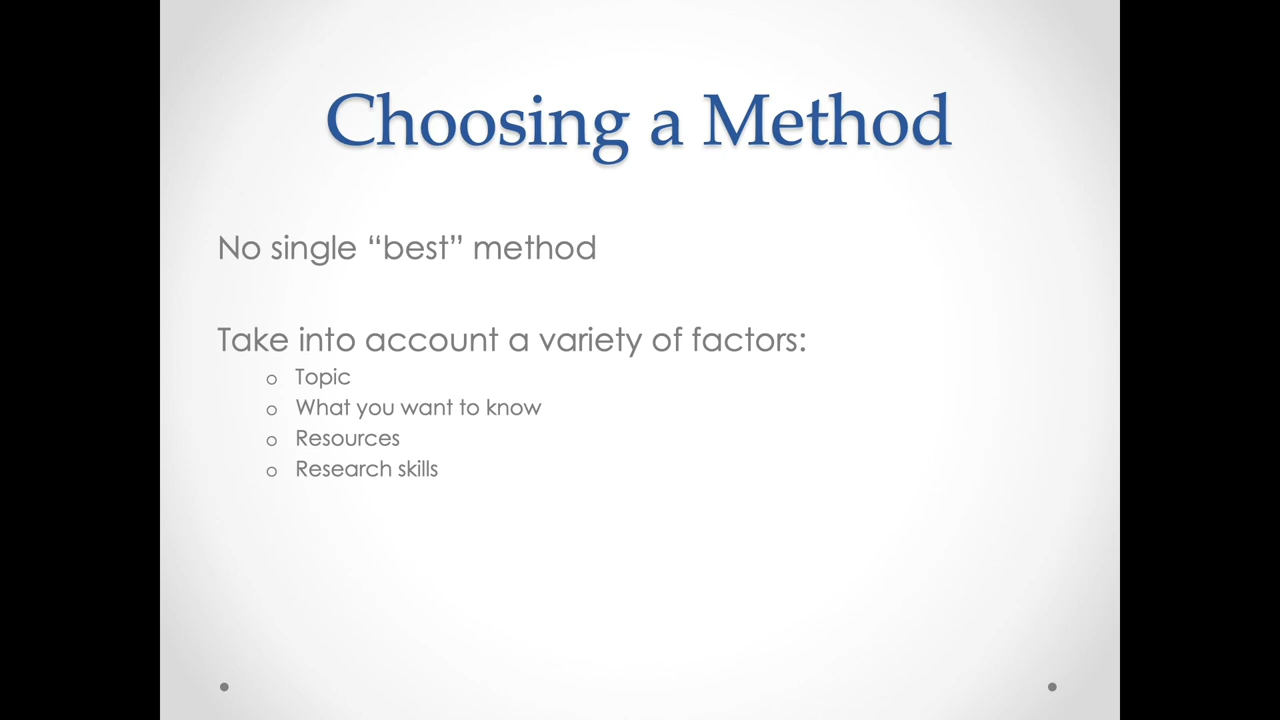 Choosing a Method
No single “best” method
Take into account a variety of factors:
o Topic
o What you want to know
o Resources
o Research skills